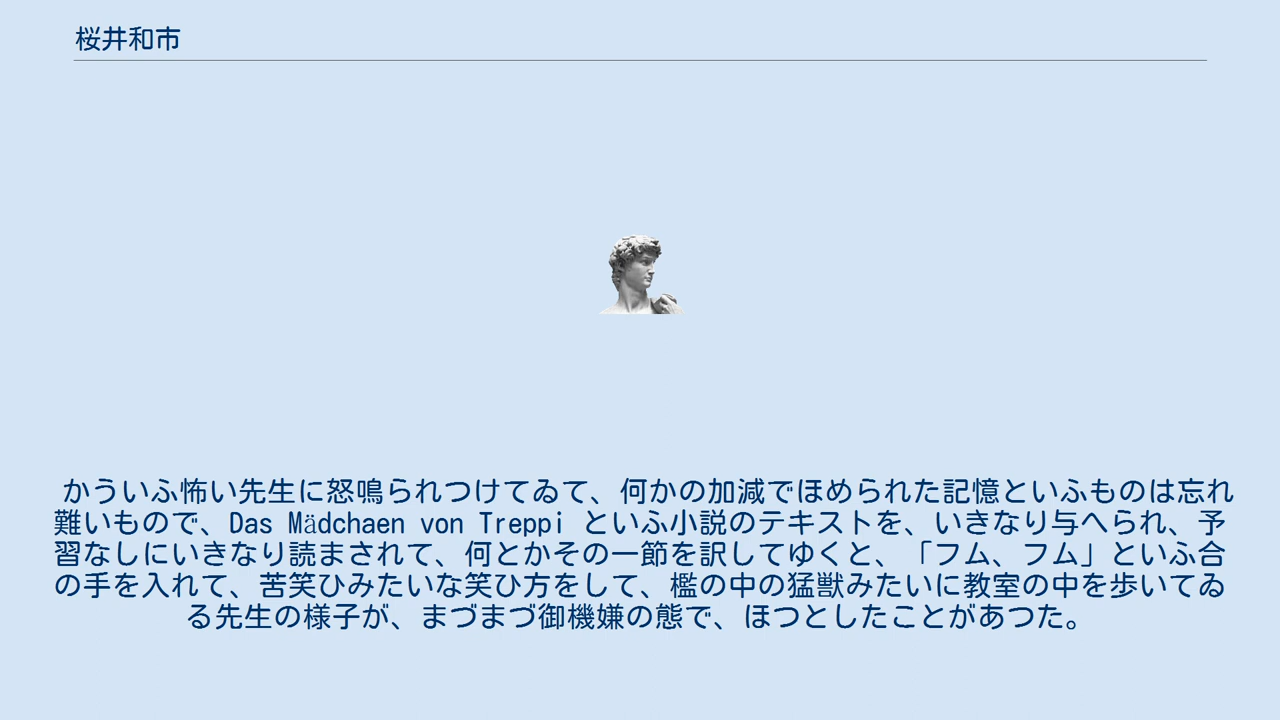 桜井和市
かういふ怖い先生に怒鳴られつけてゐて、何かの加減でほめられた記憶といふものは忘れ
難いもので、Das Mädchaen von Treppi といふ小説のテキストを、いきなり与へられ、予
習なしにいきなり読まされて、何とかその一節を訳してゆくと、「フム、フム」といふ合
の手を入れて、苦笑ひみたいな笑ひ方をして、檻の中の猛獣みたいに教室の中を歩いてゐ
る先生の様子が、まづまづ御機嫌の態で、ほつとしたことがあつた。